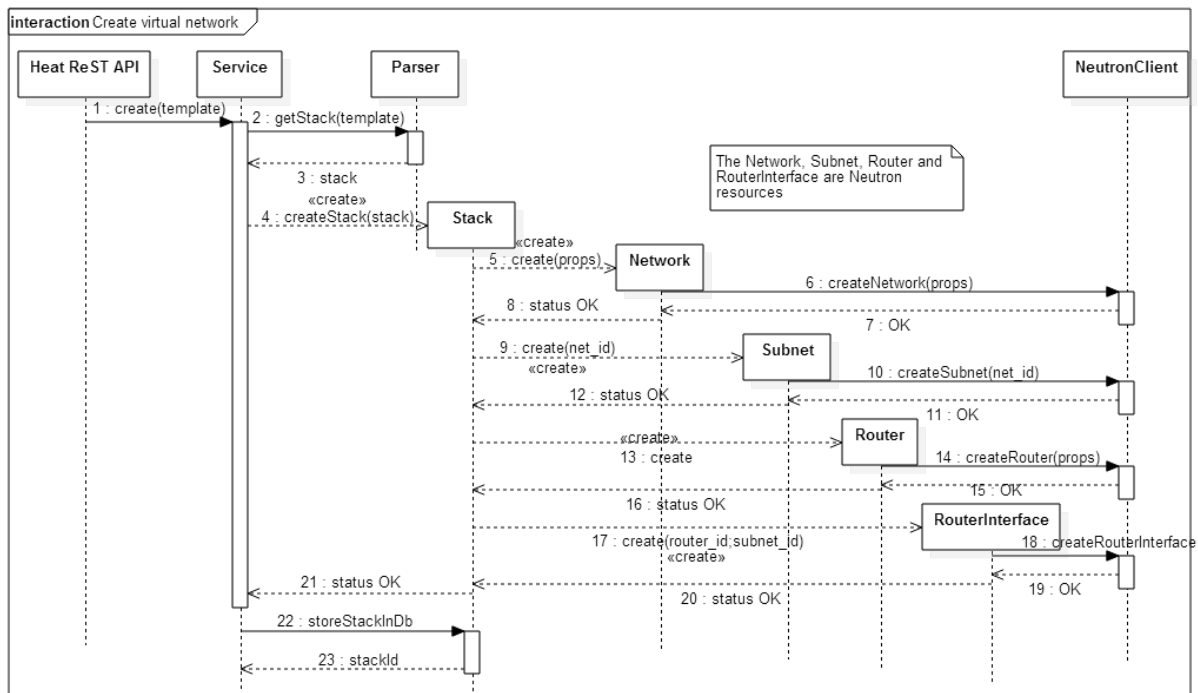 interaction Create virtual network
Heat ReST API
Service
Parser
NeutronClient
1 : create(template)
2 : getStack(template)
3 : stack
The Network, Subnet, Router and
RouterInterface are Neutron
resources
«create»
4 : createStack(stack)
Stack
«create»
5 : create(props)
Network
6 : createNetwork(props)
8 : status OK
7 : OK
9 : create(net_id)
«create»
Subnet
10 : createSubnet(net_id)
12 : status OK
11 : OK
«create»
13 : create
Router
14 : createRouter(props)
15 : OK
16 : status OK
RouterInterface
17 : create(router_id;subnet_id)
«create»
18 : createRouterInterface
21 : status OK
19 : OK
20 : status OK
22 : storeStackInDb
23 : stackId